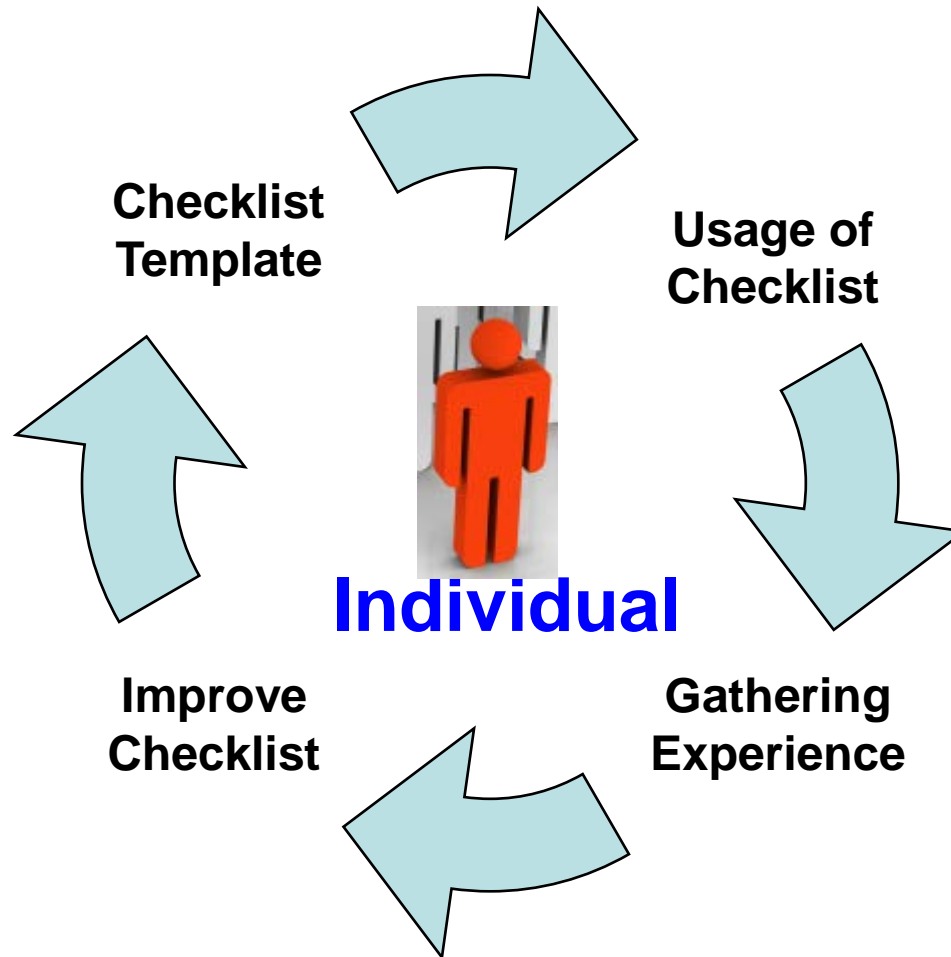 Checklist
Template
Usage of
Checklist
Individual
Improve
Checklist
Gathering
Experience